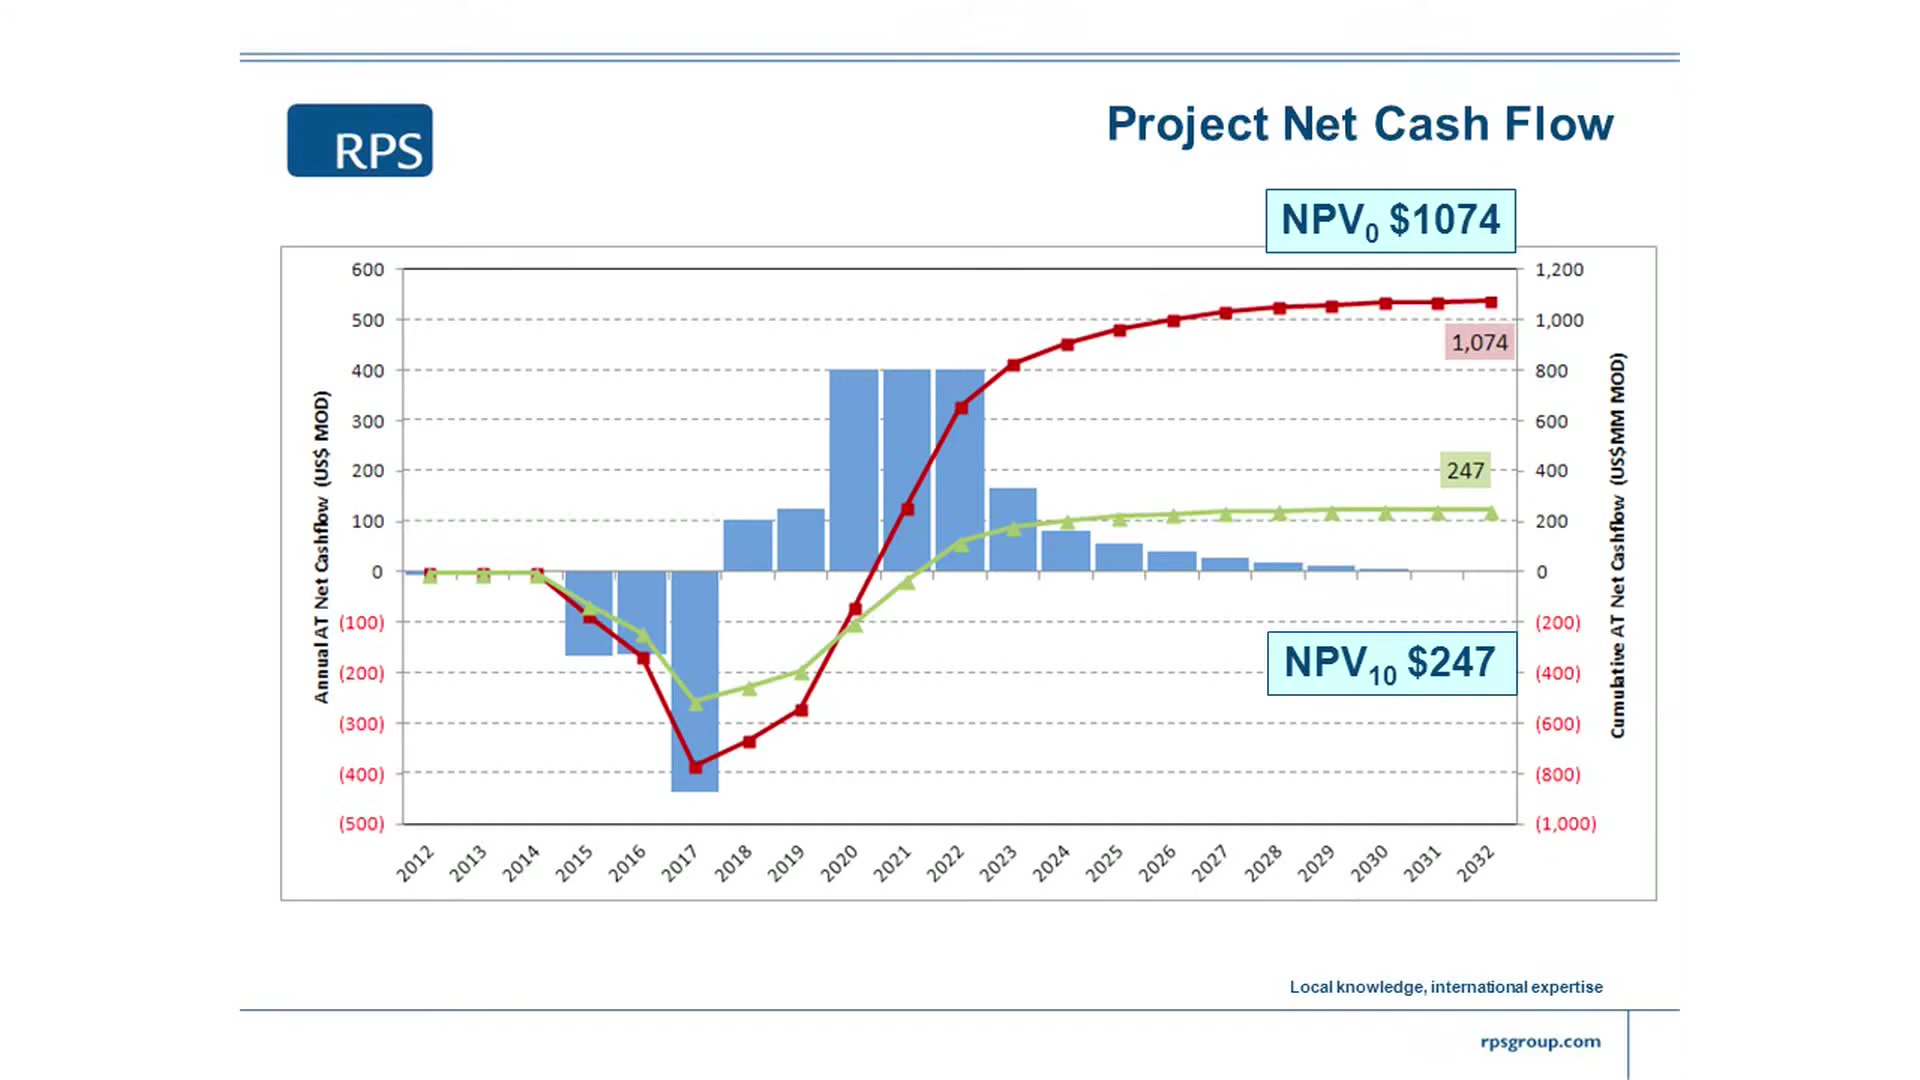 RPS
Project Net Cash Flow
NPV0 $1074
Annual AT Net Cashflow (US$ MOD)
600
500
400
300
200
100
0
(100)
(200)
(300)
(400)
(500)
1,074
247
NPV10 $247
1,200
1,000
800
600
400
200
0
(200)
(400)
(600)
(800)
(1,000)
Cumulative AT Net Cashflow (US$MM MOD)
2012 2013 2014 2015 2016 2017 2018 2019 2020 2021 2022 2023 2024 2025 2026 2027 2028 2029 2030 2031 2032
Local knowledge, international expertise
rpsgroup.com